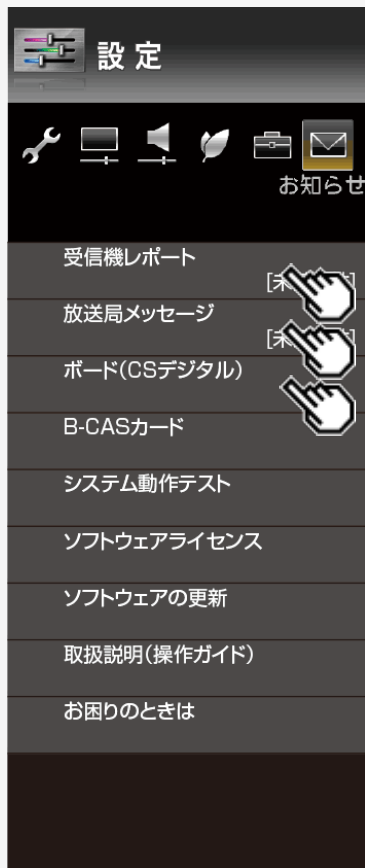 設定
お知らせ
受信機レポート
放送局メッセージ
ボード(CSデジタル)
B-CASカード
システム動作テスト
ソフトウェアライセンス
ソフトウェアの更新
取扱説明(操作ガイド)
お困りのときは